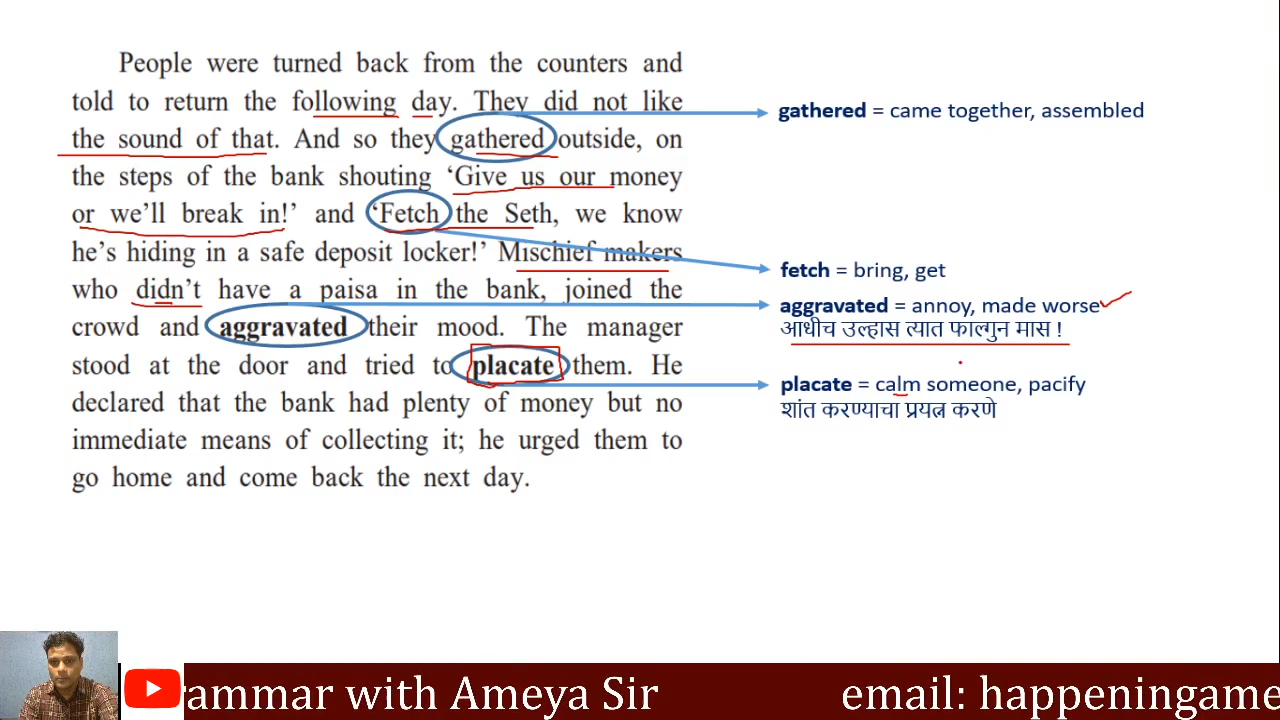 People were turned back from the counters and
told to return the following day. They did not like
the sound of that. And so they gathered outside, on
the steps of the bank shouting ‘Give us our money
or we’ll break in!’ and ‘Fetch the Seth, we know
he’s hiding in a safe deposit locker!’ Mischief makers
who didn’t have a paisa in the bank, joined the
crowd and aggravated their mood. The manager
stood at the door and tried to placate them. He
declared that the bank had plenty of money but no
immediate means of collecting it; he urged them to
go home and come back the next day.
gathered = came together, assembled
fetch = bring, get
aggravated = annoy, made worse
आधीच उल्हास त्यात फाल्गुन मास !
placate = calm someone, pacify
शांत करण्याचा प्रयत्न करणे
rammar with Ameya Sir
email: happeningame